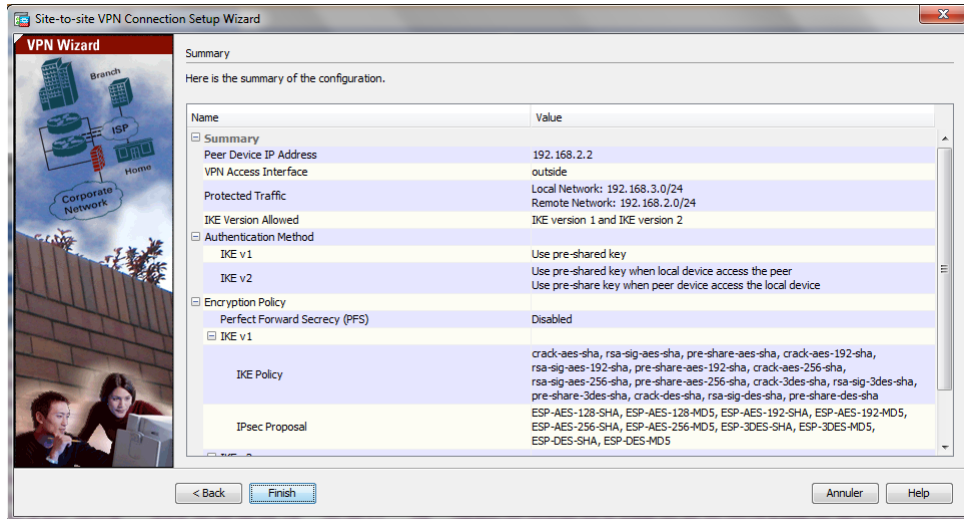 Site-to-site VPN Connection Setup Wizard
VPN Wizard
Branch
ISP
Home
Corporate
Network
Summary
Here is the summary of the configuration.
Name Value
Summary
Peer Device IP Address 192.168.2.2
VPN Access Interface outside
Protected Traffic
Local Network: 192.168.3.0/24
Remote Network: 192.168.2.0/24
IKE Version Allowed IKE version 1 and IKE version 2
Authentication Method
IKE v1 Use pre-shared key
IKE v2
Use pre-shared key when local device access the peer
Use pre-share key when peer device access the local device
Encryption Policy
Perfect Forward Secrecy (PFS) Disabled
IKE v1
IKE Policy
crack-aes-sha, rsa-sig-aes-sha, pre-share-aes-sha, crack-aes-192-sha,
rsa-sig-aes-192-sha, pre-share-aes-192-sha, crack-aes-256-sha,
rsa-sig-aes-256-sha, pre-share-aes-256-sha, crack-3des-sha, rsa-sig-3des-sha,
pre-share-3des-sha, crack-des-sha, rsa-sig-des-sha, pre-share-des-sha
IPsec Proposal
ESP-AES-128-SHA, ESP-AES-128-MD5, ESP-AES-192-SHA, ESP-AES-192-MD5,
ESP-AES-256-SHA, ESP-AES-256-MD5, ESP-3DES-SHA, ESP-3DES-MD5,
ESP-DES-SHA, ESP-DES-MD5
< Back Finish Annuler Help